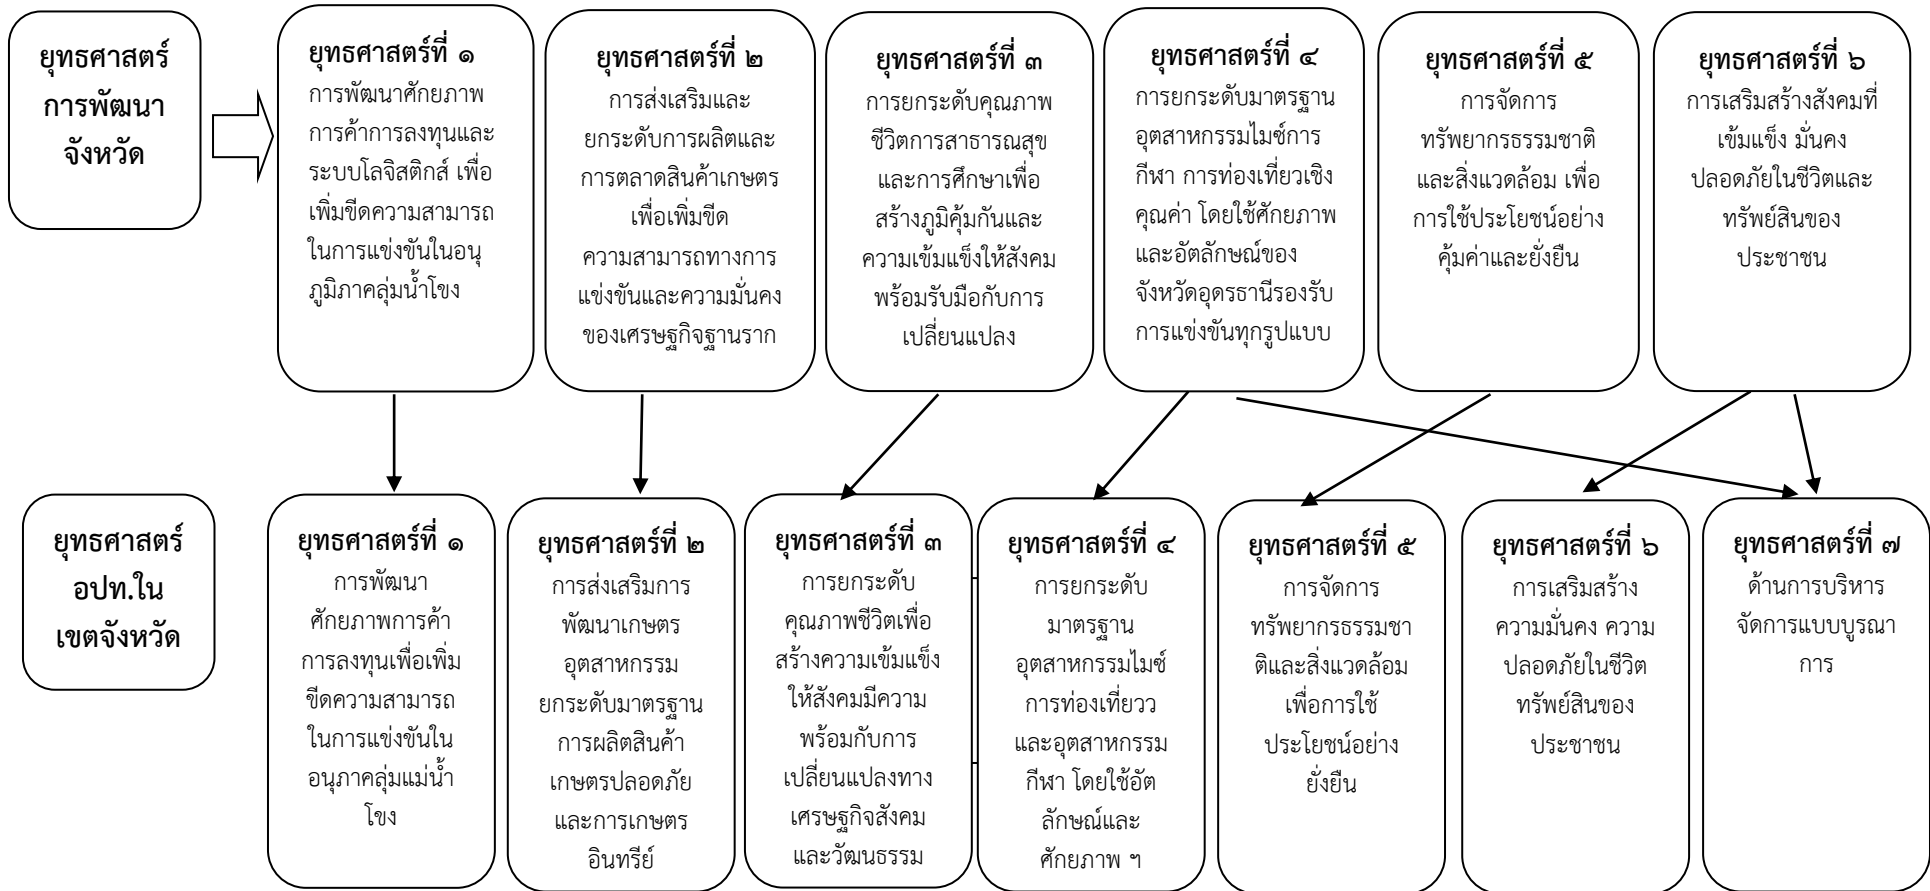 ยุทธศาสตร์
การพัฒนา
จังหวัด
ยุทธศาสตร์ที่ ๑
การพัฒนาศักยภาพ
การค้าการลงทุนและ
ระบบโลจิสติกส์ เพื่อ
เพิ่มขีดความสามารถ
ในการแข่งขันในอนุ
ภูมิภาคลุ่มน้ำโขง
ยุทธศาสตร์ที่ ๒
การส่งเสริมและ
ยกระดับการผลิตและ
การตลาดสินค้าเกษตร
เพื่อเพิ่มขีด
ความสามารถทางการ
แข่งขันและความมั่นคง
ของเศรษฐกิจฐานราก
ยุทธศาสตร์ที่ ๓
การยกระดับคุณภาพ
ชีวิตการสาธารณสุข
และการศึกษาเพื่อ
สร้างภูมิคุ้มกันและ
ความเข้มแข็งให้สังคม
พร้อมรับมือกับการ
เปลี่ยนแปลง
ยุทธศาสตร์ที่ ๔
การยกระดับมาตรฐาน
อุตสาหกรรมไมซ์การ
กีฬา การท่องเที่ยวเชิง
คุณค่า โดยใช้ศักยภาพ
และอัตลักษณ์ของ
จังหวัดอุดรธานีรองรับ
การแข่งขันทุกรูปแบบ
ยุทธศาสตร์ที่ ๕
การจัดการ
ทรัพยากรธรรมชาติ
และสิ่งแวดล้อม เพื่อ
การใช้ประโยชน์อย่าง
คุ้มค่าและยั่งยืน
ยุทธศาสตร์ที่ ๖
การเสริมสร้างสังคมที่
เข้มแข็ง มั่นคง
ปลอดภัยในชีวิตและ
ทรัพย์สินของ
ประชาชน
ยุทธศาสตร์
อปท.ใน
เขตจังหวัด
ยุทธศาสตร์ที่ ๑
การพัฒนา
ศักยภาพการค้า
การลงทุนเพื่อเพิ่ม
ขีดความสามารถ
ในการแข่งขันใน
อนุภาคลุ่มแม่น้ำ
โขง
ยุทธศาสตร์ที่ ๒
การส่งเสริมการ
พัฒนาเกษตร
อุตสาหกรรม
ยกระดับมาตรฐาน
การผลิตสินค้า
เกษตรปลอดภัย
และการเกษตร
อินทรีย์
ยุทธศาสตร์ที่ ๓
การยกระดับ
คุณภาพชีวิตเพื่อ
สร้างความเข้มแข็ง
ให้สังคมมีความ
พร้อมกับการ
เปลี่ยนแปลงทาง
เศรษฐกิจสังคม
และวัฒนธรรม
ยุทธศาสตร์ที่ ๔
การยกระดับ
มาตรฐาน
อุตสาหกรรมไมซ์
การท่องเที่ยวว
และอุตสาหกรรม
กีฬา โดยใช้อัต
ลักษณ์และ
ศักยภาพ ฯ
ยุทธศาสตร์ที่ ๕
การจัดการ
ทรัพยากรธรรมชา
ติและสิ่งแวดล้อม
เพื่อการใช้
ประโยชน์อย่าง
ยั่งยืน
ยุทธศาสตร์ที่ ๖
การเสริมสร้าง
ความมั่นคง ความ
ปลอดภัยในชีวิต
ทรัพย์สินของ
ประชาชน
ยุทธศาสตร์ที่ ๗
ด้านการบริหาร
จัดการแบบบูรณา
การ